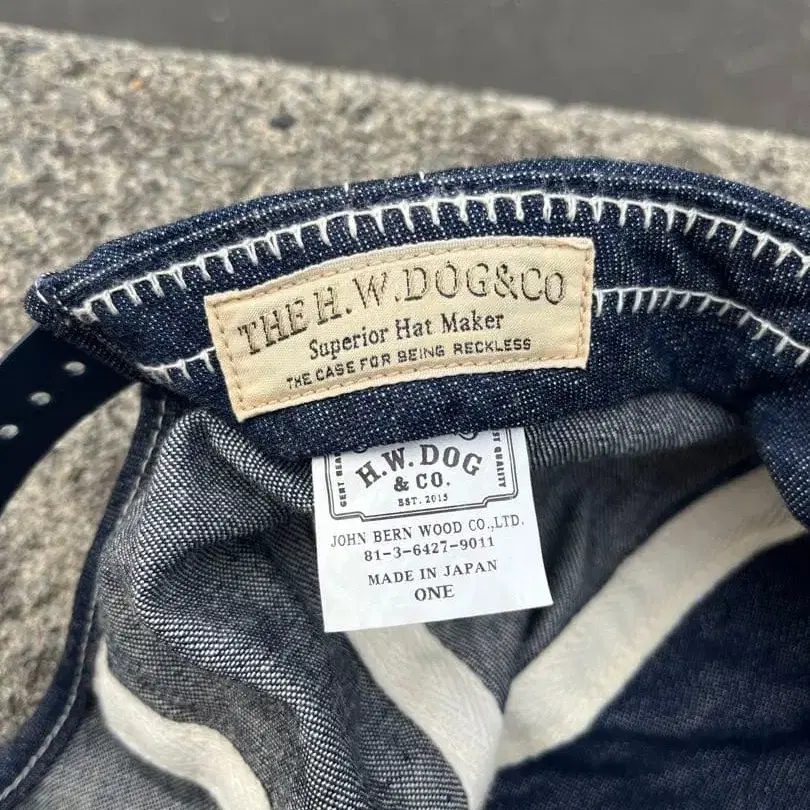 THE H.W.DOG&CO
Superior Hat Maker
THE CASE FOR BEING RECKLESS
H.W.DOG
& CO.
EST. 2015
QUALITY
JOHN BERN WOOD CO.,LTD.
81-3-6427-9011
MADE IN JAPAN
ONE